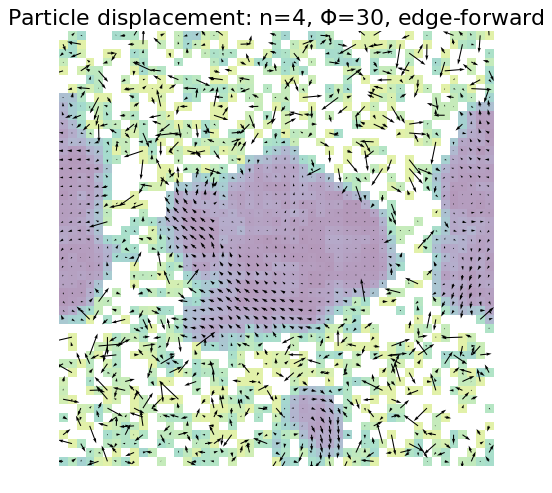 Particle displacement: n=4, Φ=30, edge-forward